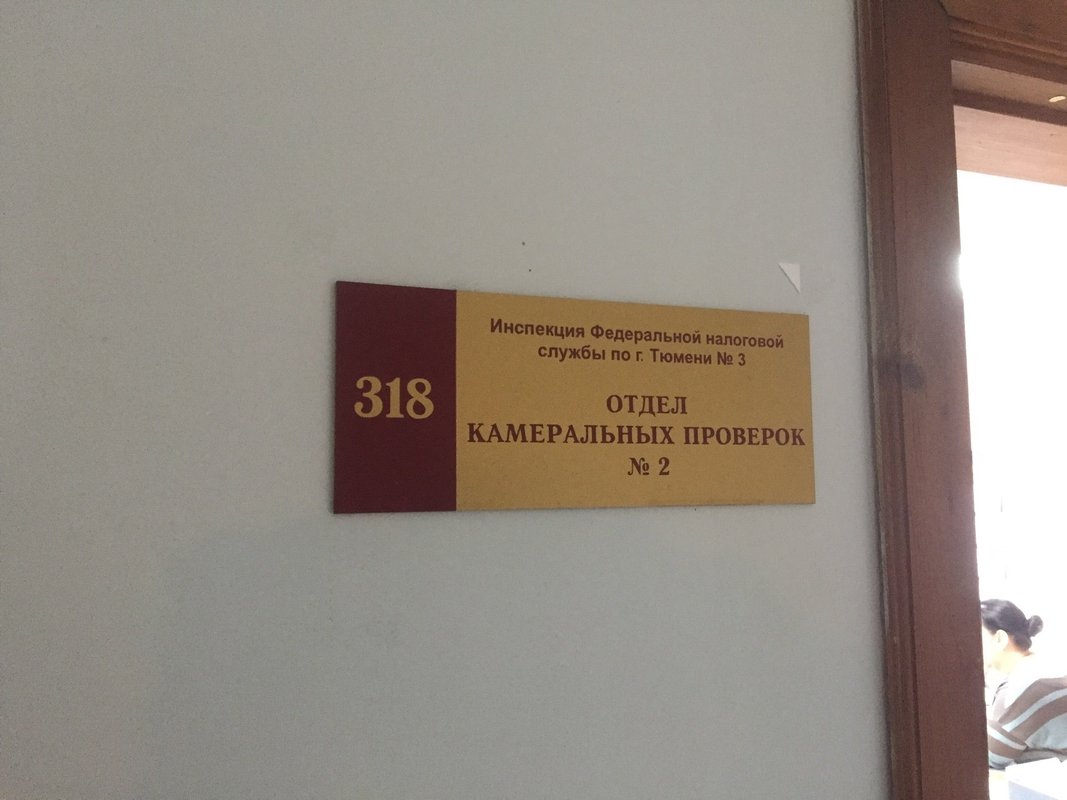 318
Инспекция Федеральной налоговой
службы по г. Тюмени № 3
ОТДЕЛ
КАМЕРАЛЬНЫХ ПРОВЕРОК
№ 2